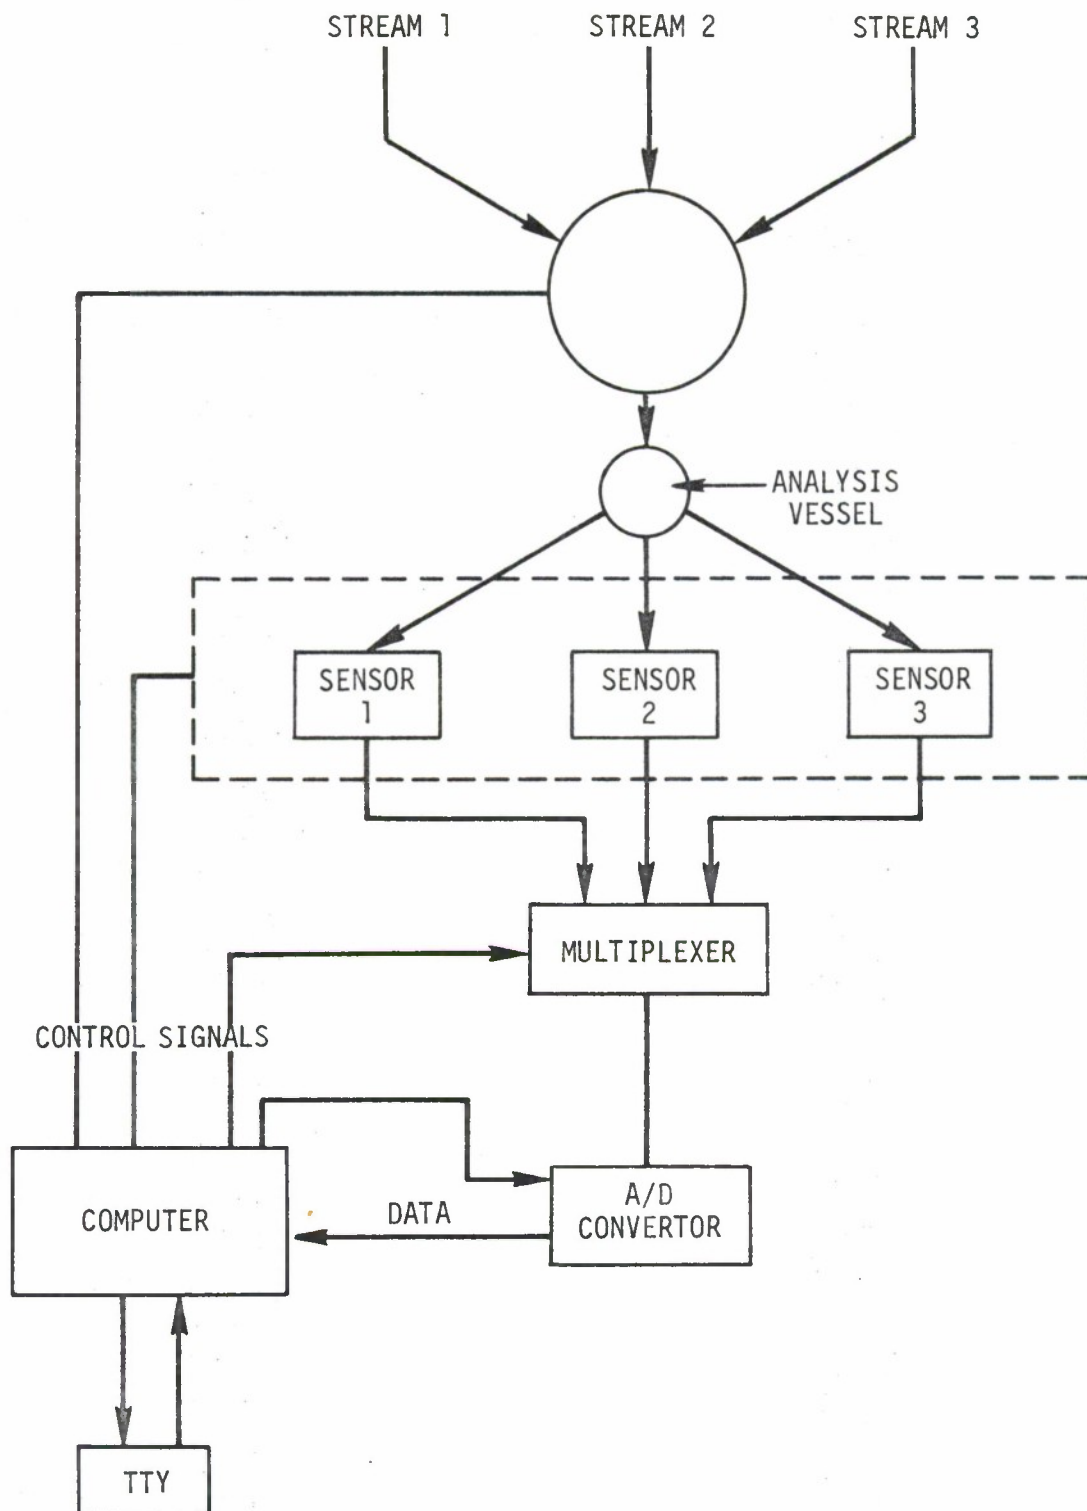 STREAM 1
STREAM 2
STREAM 3
ANALYSIS
VESSEL
SENSOR
1
SENSOR
2
SENSOR
3
MULTIPLEXER
CONTROL SIGNALS
COMPUTER
DATA
A/D
CONVERTOR
TTY